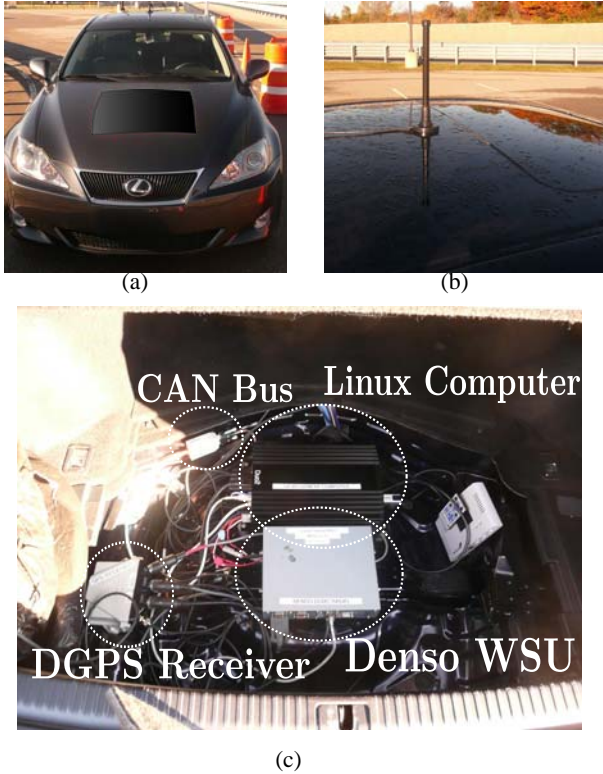 (a)
(b)
CAN Bus
Linux Computer
DGPS Receiver
Denso WSU
(c)